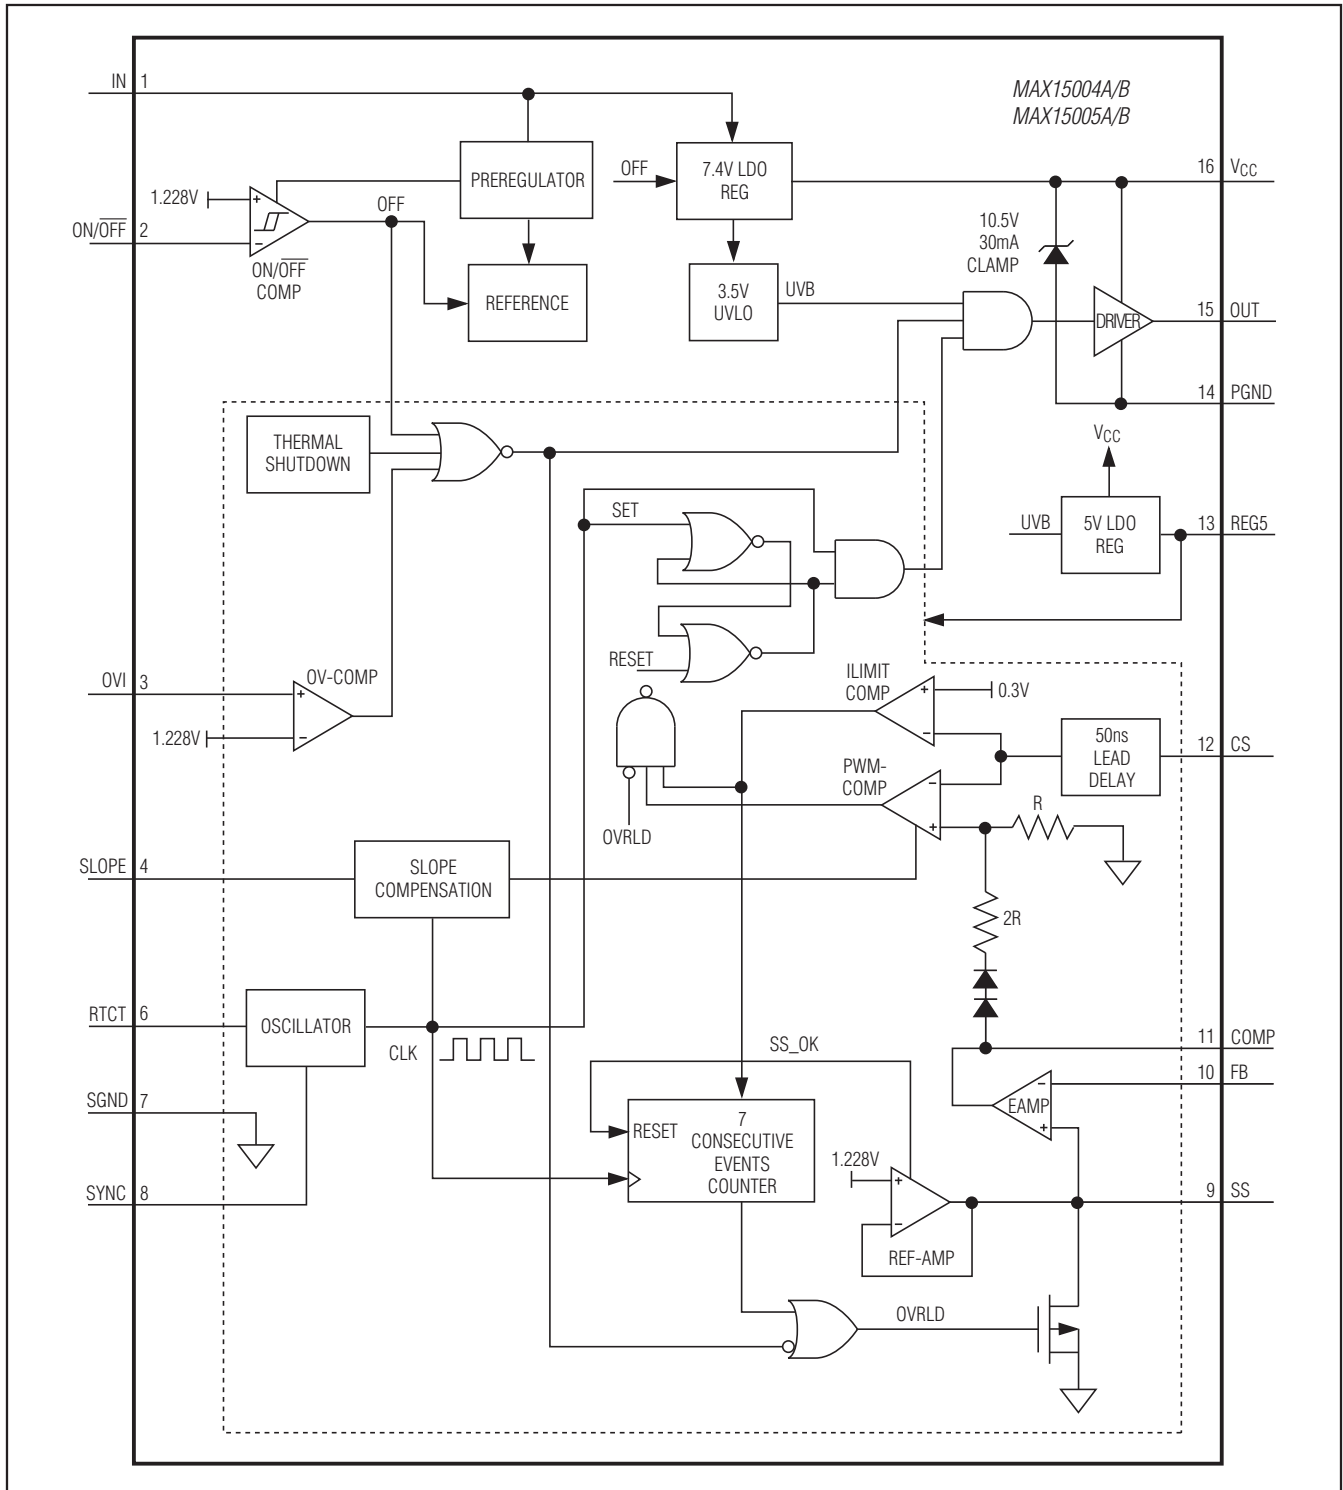 MAX15004A/B
MAX15005A/B
IN 1
PREREGULATOR
OFF
7.4V LDO
REG
16 VCC
1.228V
+
−
ON/OFF 2
OFF
ON/OFF
COMP
REFERENCE
3.5V
UVLO
UVB
10.5V
30mA
CLAMP
DRIVER
15 OUT
14 PGND
THERMAL
SHUTDOWN
VCC
SET
UVB
5V LDO
REG
13 REG5
RESET
OVI 3
OV-COMP
+
−
1.228V
ILIMIT
COMP
+
−
0.3V
50ns
LEAD
DELAY
12 CS
PWM-
COMP
−
+
R
OVRLD
SLOPE 4
SLOPE
COMPENSATION
2R
RTCT 6
OSCILLATOR
CLK
SS_OK
11 COMP
10 FB
EAMP
−
+
SGND 7
RESET
7
CONSECUTIVE
EVENTS
COUNTER
1.228V
+
−
REF-AMP
SYNC 8
9 SS
OVRLD